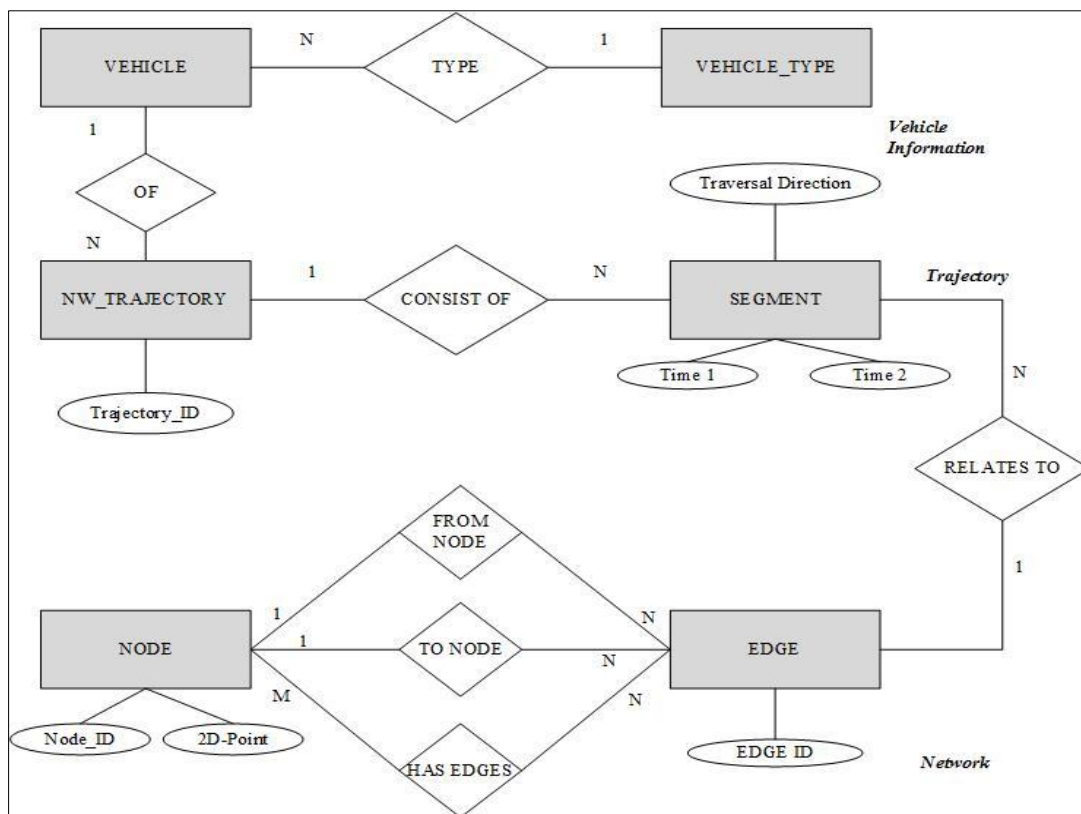 N
1
VEHICLE
TYPE
VEHICLE_TYPE
1
Vehicle
Information
OF
Traversal Direction
N
1
N
Trajectory
NW_TRAJECTORY
CONSIST OF
SEGMENT
Time 1
Time 2
N
Trajectory_ID
RELATES TO
FROM
NODE
1
1
N
NODE
1
TO NODE
N
EDGE
M
N
Node_ID
2D-Point
HAS EDGES
EDGE ID
Network